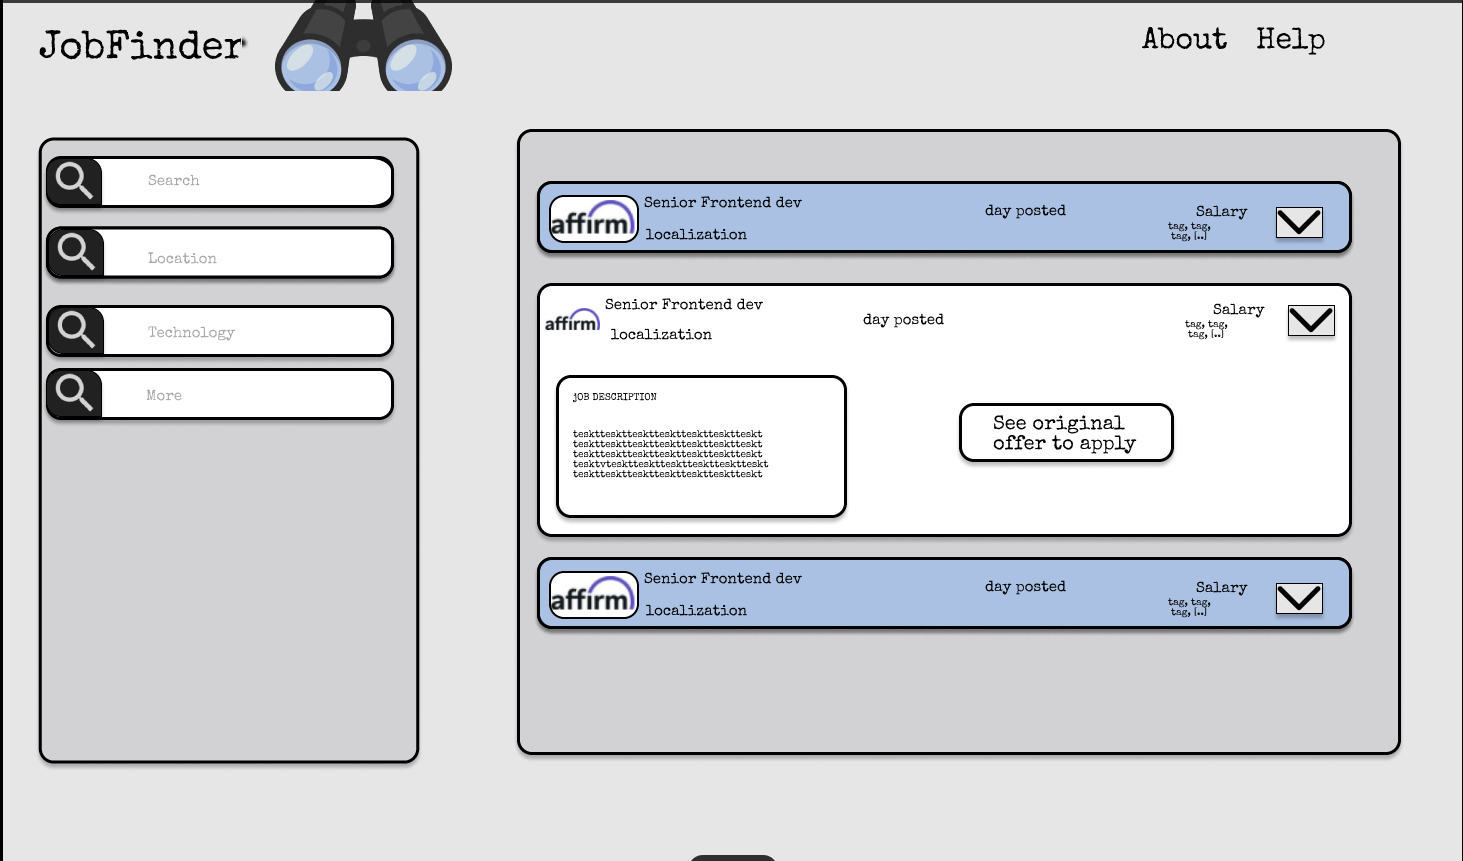 JobFinder
About Help
Search
Location
Technology
More
affirm
Senior Frontend dev
localization
day posted
Salary
tag, tag,
tag, [..]
affirm
Senior Frontend dev
localization
day posted
Salary
tag, tag,
tag, [..]
jOB DESCRIPTION
teskttesktteskttesktteskttesktteskt
teskttesktteskttesktteskttesktteskt
teskttesktteskttesktteskttesktteskt
tesktvteskttesktteskttesktteskttesktteskt
teskttesktteskttesktteskttesktteskt
See original
offer to apply
affirm
Senior Frontend dev
localization
day posted
Salary
tag, tag,
tag, [..]